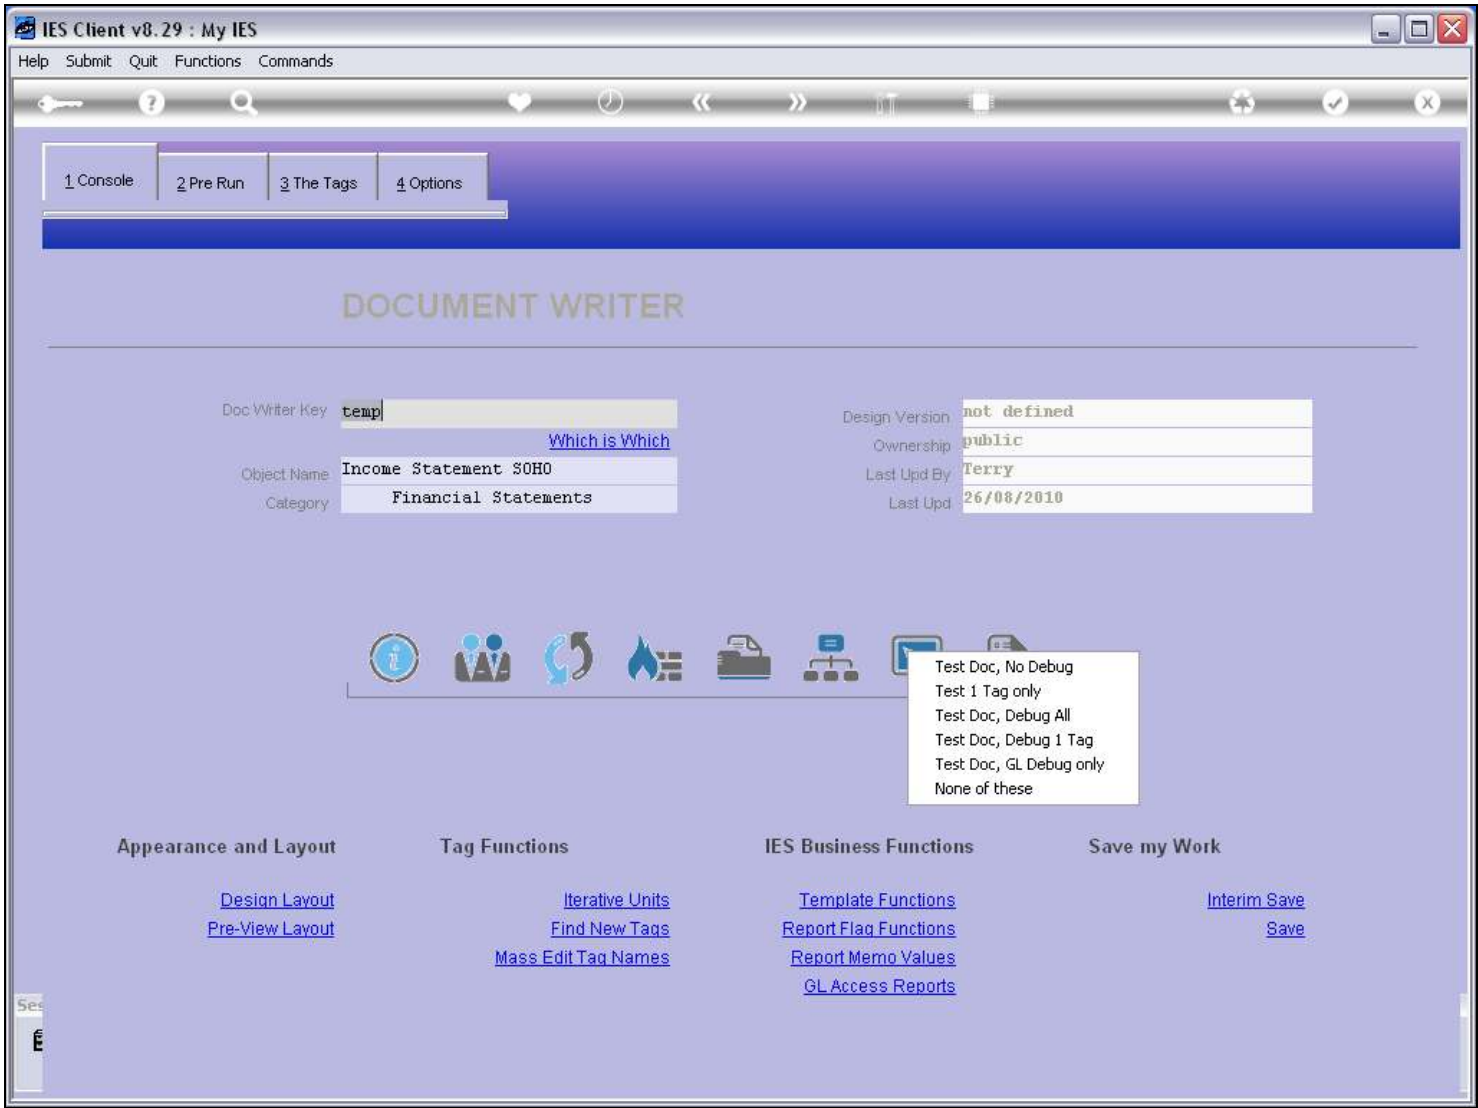 IES Client v8.29 : My IES
Help Submit Quit Functions Commands
1 Console 2 Pre Run 3 The Tags 4 Options
DOCUMENT WRITER
Doc Writer Key temp
Which is Which
Object Name Income Statement SOHO
Category Financial Statements
Design Version not defined
Ownership public
Last Upd By Terry
Last Upd 26/08/2010
Test Doc, No Debug
Test 1 Tag only
Test Doc, Debug All
Test Doc, Debug 1 Tag
Test Doc, GL Debug only
None of these
Appearance and Layout
Design Layout
Pre-View Layout
Tag Functions
Iterative Units
Find New Tags
Mass Edit Tag Names
IES Business Functions
Template Functions
Report Flag Functions
Report Memo Values
GL Access Reports
Save my Work
Interim Save
Save